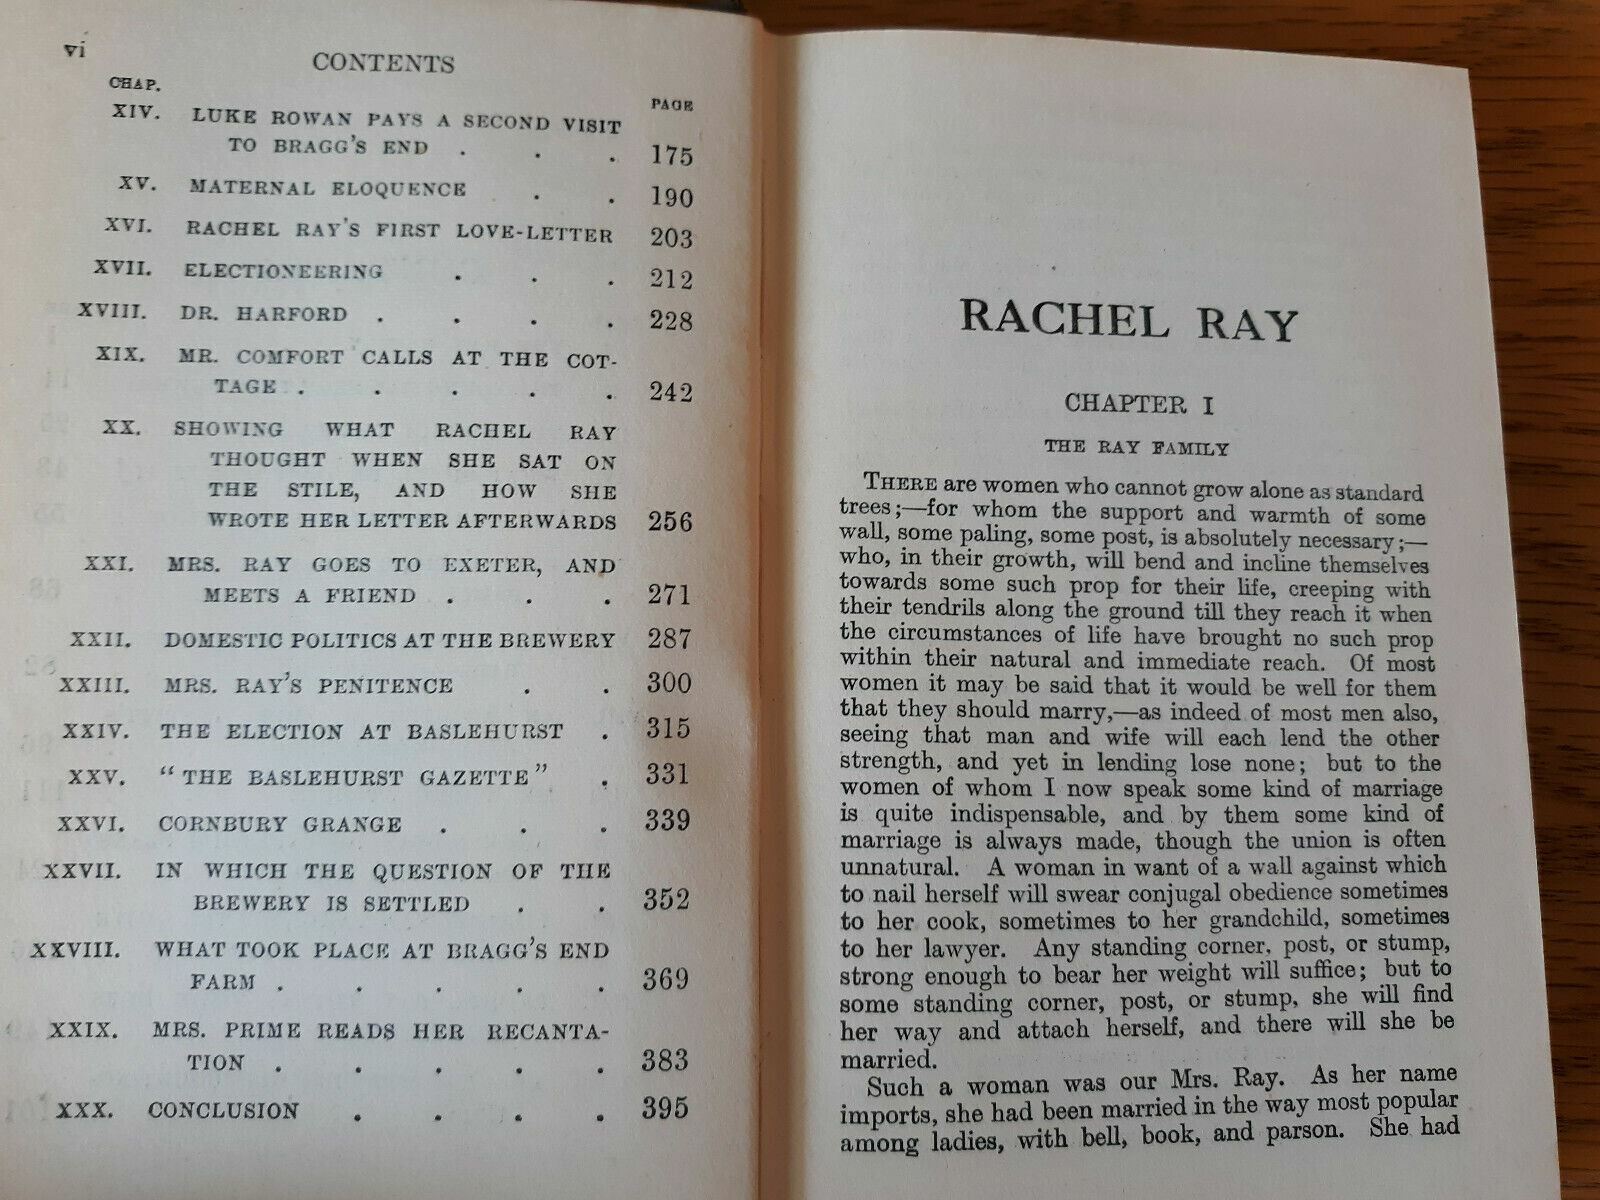 vi
CONTENTS
CHAP.
PAGE
XIV. LUKE ROWAN PAYS A SECOND VISIT
TO BRAGG'S END . . . 175
XV. MATERNAL ELOQUENCE . . 190
XVI. RACHEL RAY'S FIRST LOVE-LETTER 203
XVII. ELECTIONEERING . . . 212
XVIII. DR. HARFORD . . . . 228
XIX. MR. COMFORT CALLS AT THE COT-
TAGE . . . . . 242
XX. SHOWING WHAT RACHEL RAY
THOUGHT WHEN SHE SAT ON
THE STILE, AND HOW SHE
WROTE HER LETTER AFTERWARDS 256
XXI. MRS. RAY GOES TO EXETER, AND
MEETS A FRIEND . . . 271
XXII. DOMESTIC POLITICS AT THE BREWERY 287
XXIII. MRS. RAY'S PENITENCE . . 300
XXIV. THE ELECTION AT BASLEHURST . 315
XXV. "THE BASLEHURST GAZETTE" . 331
XXVI. CORNBURY GRANGE . . . 339
XXVII. IN WHICH THE QUESTION OF THE
BREWERY IS SETTLED . . 352
XXVIII. WHAT TOOK PLACE AT BRAGG'S END
FARM . . . . . 369
XXIX. MRS. PRIME READS HER RECANTA-
TION . . . . . 383
XXX. CONCLUSION . . . . 395
RACHEL RAY
CHAPTER I
THE RAY FAMILY
THERE are women who cannot grow alone as standard
trees;—for whom the support and warmth of some
wall, some paling, some post, is absolutely necessary;—
who, in their growth, will bend and incline themselves
towards some such prop for their life, creeping with
their tendrils along the ground till they reach it when
the circumstances of life have brought no such prop
within their natural and immediate reach. Of most
women it may be said that it would be well for them
that they should marry,—as indeed of most men also,
seeing that man and wife will each lend the other
strength, and yet in lending lose none; but to the
women of whom I now speak some kind of marriage
is quite indispensable, and by them some kind of
marriage is always made, though the union is often
unnatural. A woman in want of a wall against which
to nail herself will swear conjugal obedience sometimes
to her cook, sometimes to her grandchild, sometimes
to her lawyer. Any standing corner, post, or stump,
strong enough to bear her weight will suffice; but to
some standing corner, post, or stump, she will find
her way and attach herself, and there will she be
married.
Such a woman was our Mrs. Ray. As her name
imports, she had been married in the way most popular
among ladies, with bell, book, and parson. She had